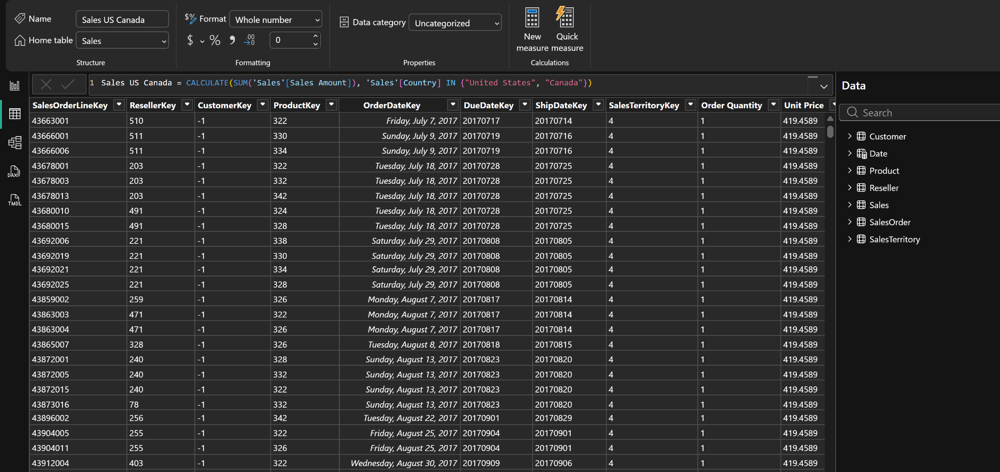 Name
Sales US Canada
Home table
Sales
Structure
$% Format
Whole number
$ % , .00 →.0
0
Formatting
Data category
Uncategorized
Properties
New measure
Quick measure
Calculations
DAX
TMDL
1 Sales US Canada = CALCULATE(SUM('Sales'[Sales Amount]), 'Sales'[Country] IN {"United States", "Canada"})
SalesOrderLineKey ResellerKey CustomerKey ProductKey OrderDateKey DueDateKey ShipDateKey SalesTerritoryKey Order Quantity Unit Price
43663001 510 -1 322 Friday, July 7, 2017 20170717 20170714 4 1 419.4589
43666001 511 -1 330 Sunday, July 9, 2017 20170719 20170716 4 1 419.4589
43666006 511 -1 334 Sunday, July 9, 2017 20170719 20170716 4 1 419.4589
43678001 203 -1 322 Tuesday, July 18, 2017 20170728 20170725 4 1 419.4589
43678003 203 -1 332 Tuesday, July 18, 2017 20170728 20170725 4 1 419.4589
43678013 203 -1 342 Tuesday, July 18, 2017 20170728 20170725 4 1 419.4589
43680010 491 -1 324 Tuesday, July 18, 2017 20170728 20170725 4 1 419.4589
43680015 491 -1 328 Tuesday, July 18, 2017 20170728 20170725 4 1 419.4589
43692006 221 -1 338 Saturday, July 29, 2017 20170808 20170805 4 1 419.4589
43692019 221 -1 330 Saturday, July 29, 2017 20170808 20170805 4 1 419.4589
43692021 221 -1 334 Saturday, July 29, 2017 20170808 20170805 4 1 419.4589
43692025 221 -1 328 Saturday, July 29, 2017 20170808 20170805 4 1 419.4589
43859002 259 -1 326 Monday, August 7, 2017 20170817 20170814 4 1 419.4589
43863003 471 -1 322 Monday, August 7, 2017 20170817 20170814 4 1 419.4589
43863004 471 -1 326 Monday, August 7, 2017 20170817 20170814 4 1 419.4589
43865007 328 -1 326 Tuesday, August 8, 2017 20170818 20170815 4 1 419.4589
43872001 240 -1 328 Sunday, August 13, 2017 20170823 20170820 4 1 419.4589
43872005 240 -1 332 Sunday, August 13, 2017 20170823 20170820 4 1 419.4589
43872015 240 -1 322 Sunday, August 13, 2017 20170823 20170820 4 1 419.4589
43873016 78 -1 332 Sunday, August 13, 2017 20170823 20170820 4 1 419.4589
43896002 256 -1 342 Tuesday, August 22, 2017 20170901 20170829 4 1 419.4589
43904005 255 -1 322 Friday, August 25, 2017 20170904 20170901 4 1 419.4589
43904011 255 -1 326 Friday, August 25, 2017 20170904 20170901 4 1 419.4589
43912004 403 -1 322 Wednesday, August 30, 2017 20170909 20170906 4 1 419.4589
Data
Search
Customer
Date
Product
Reseller
Sales
SalesOrder
SalesTerritory